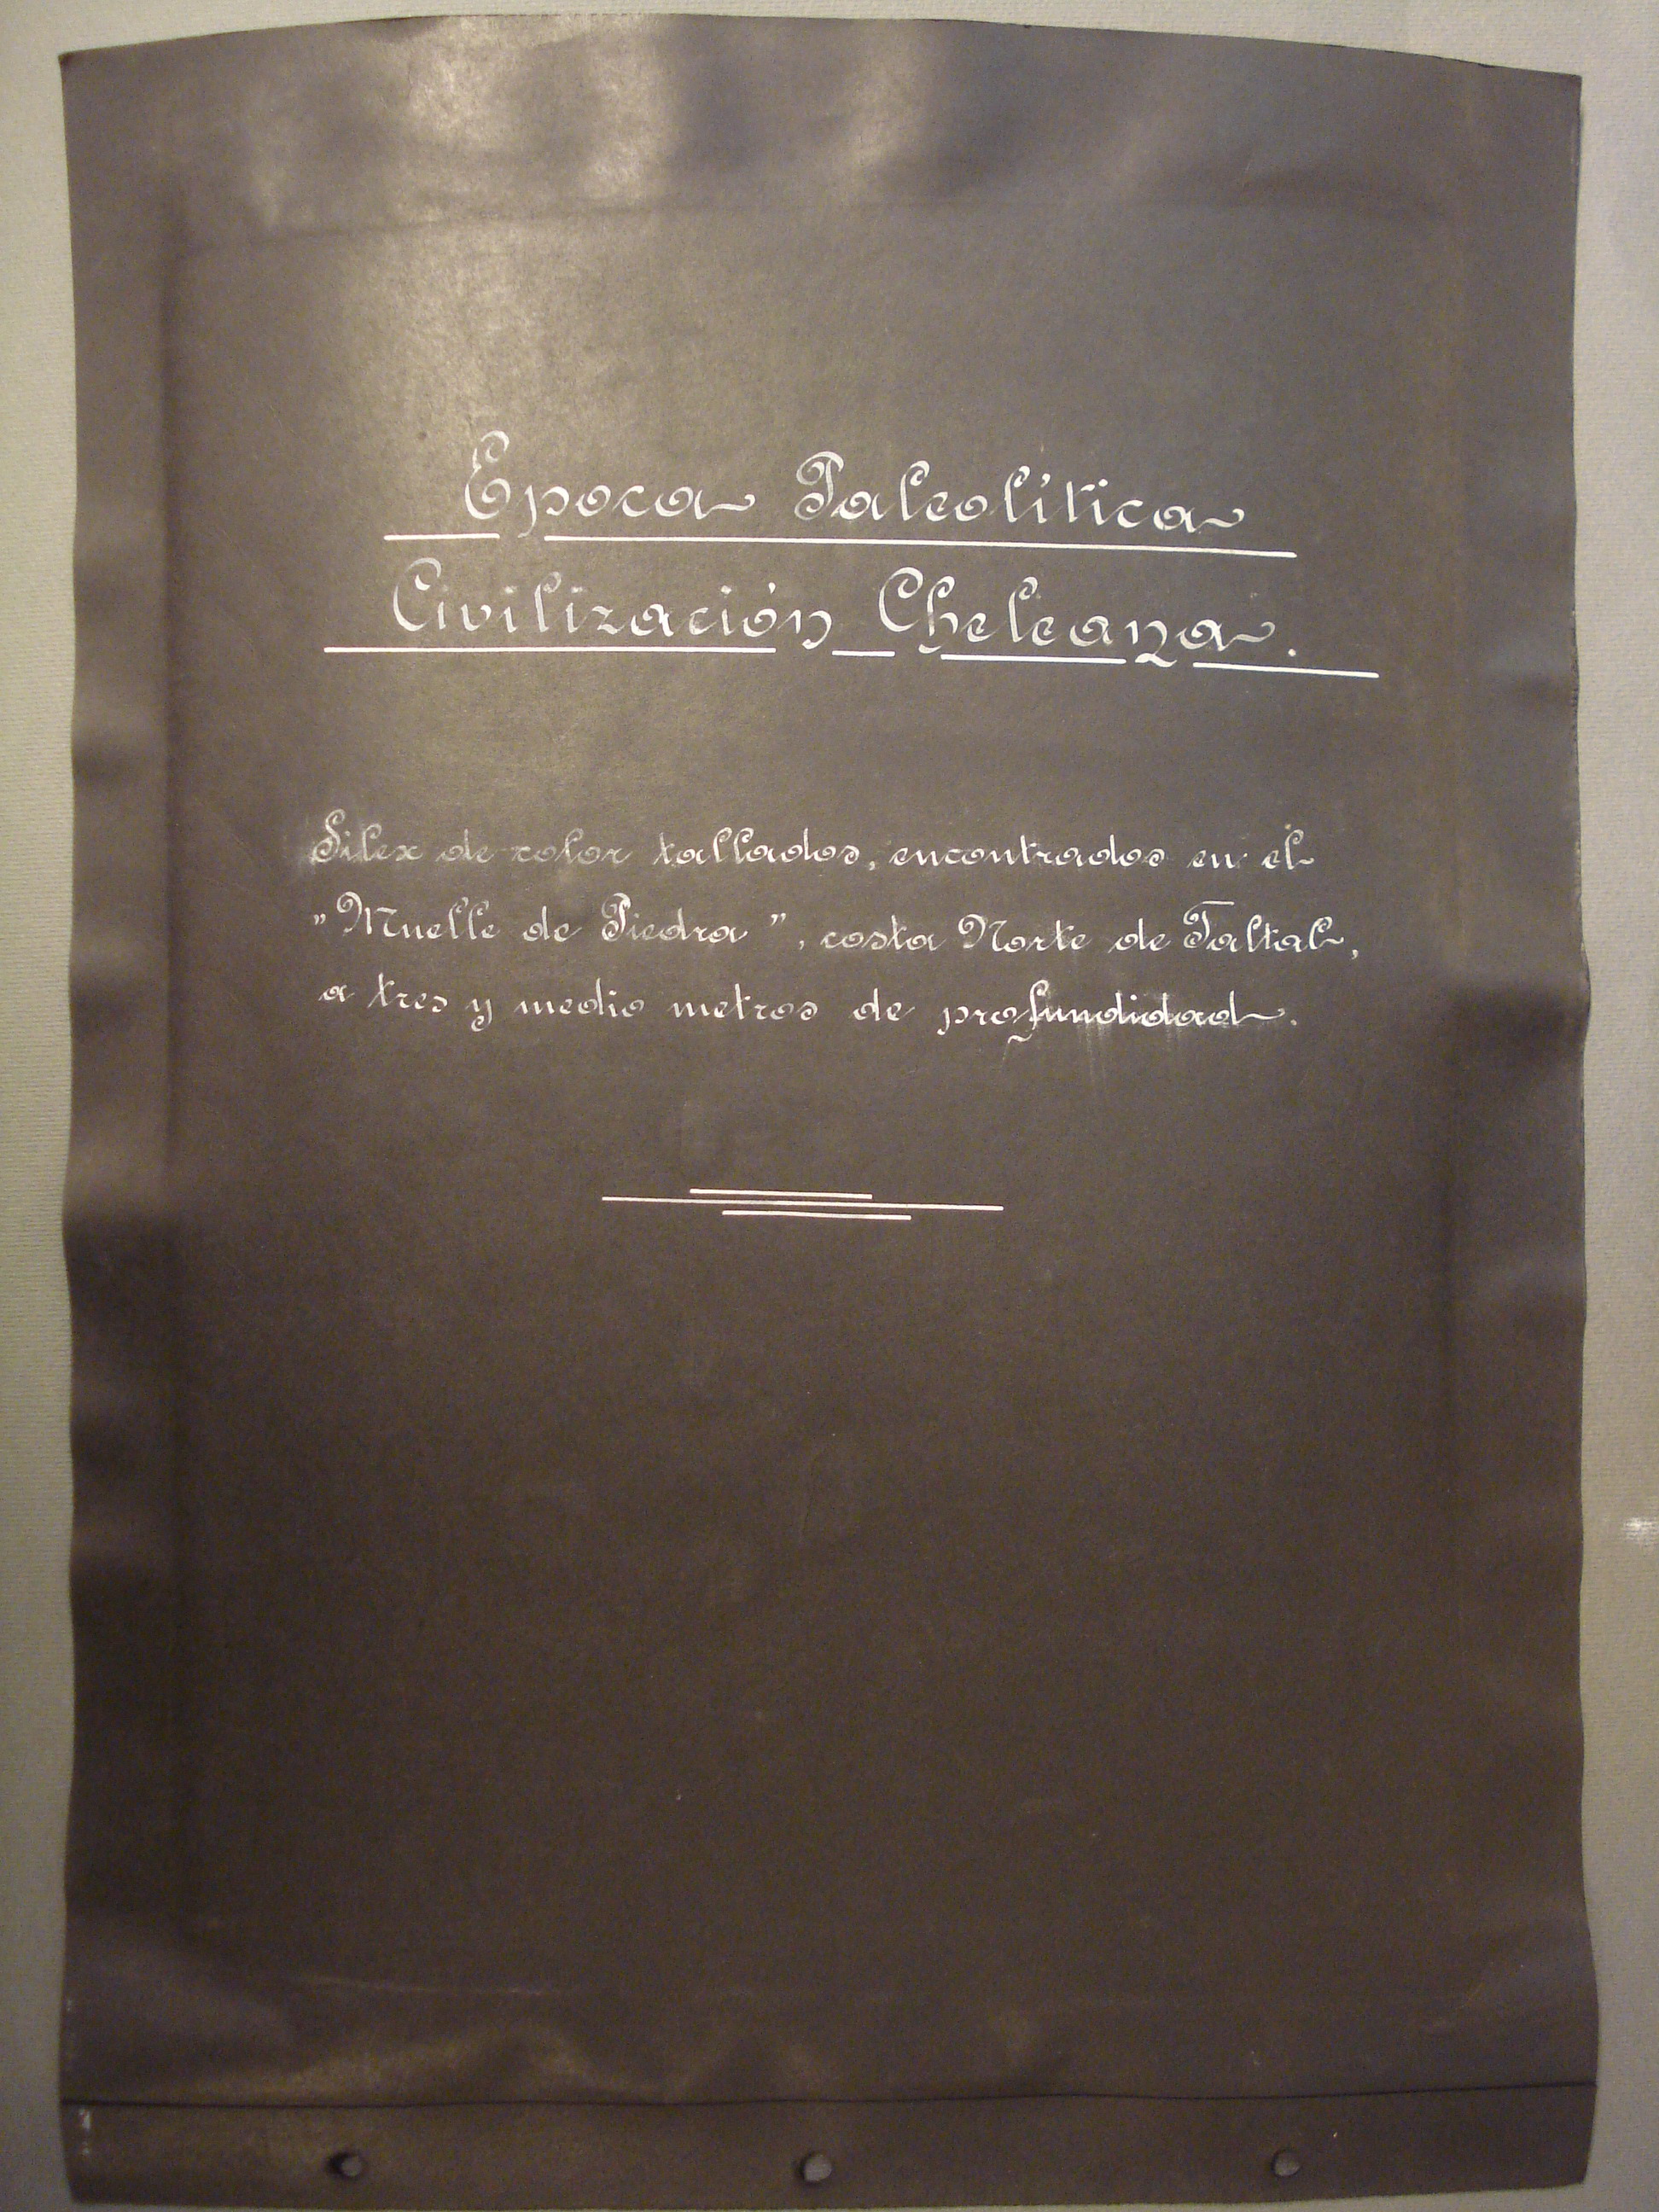 Epoca Paleolítica
Civilización Cheleana.
Silex de color tallados, encontrados en el
"Muelle de Piedra", costa Norte de Taltal,
a tres y medio metros de profundidad.